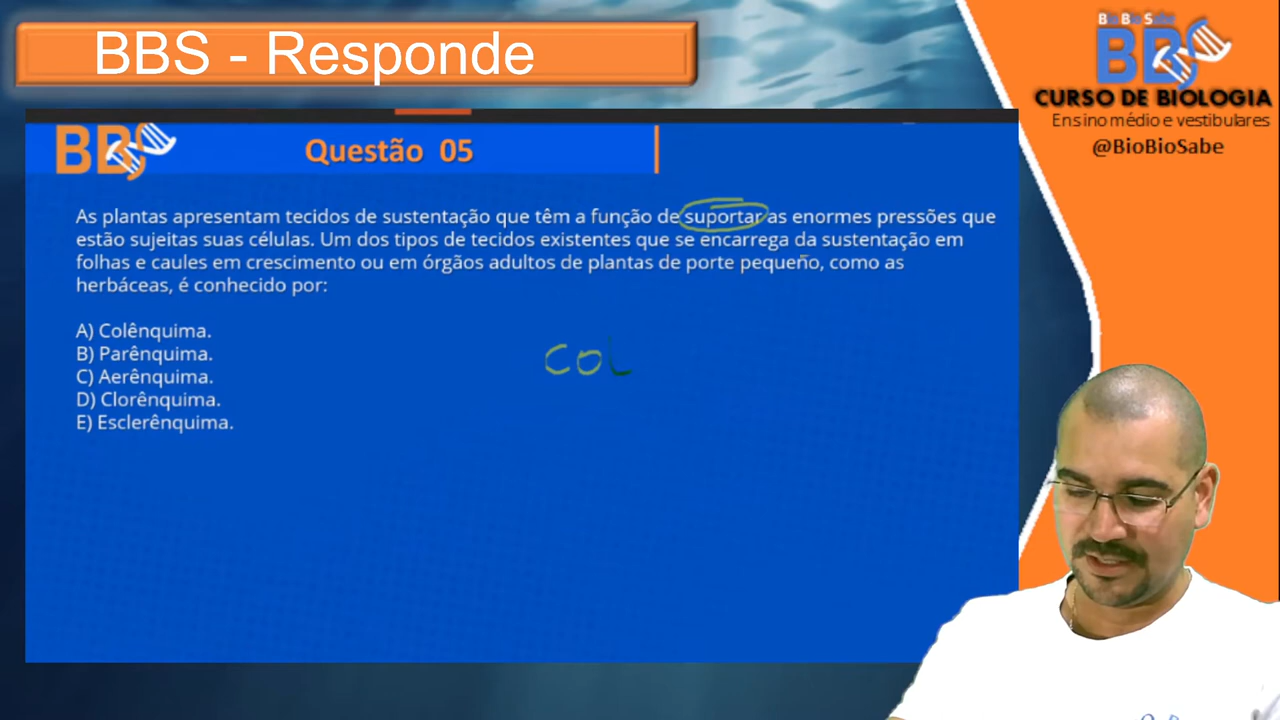 BBS - Responde
Bio Bio Sabe
BBS
CURSO DE BIOLOGIA
Ensino médio e vestibulares
@BioBioSabe
BBS
Questão 05
As plantas apresentam tecidos de sustentação que têm a função de suportar as enormes pressões que
estão sujeitas suas células. Um dos tipos de tecidos existentes que se encarrega da sustentação em
folhas e caules em crescimento ou em órgãos adultos de plantas de porte pequeno, como as
herbáceas, é conhecido por:
A) Colênquima.
B) Parênquima.
C) Aerênquima.
D) Clorênquima.
E) Esclerênquima.
COL